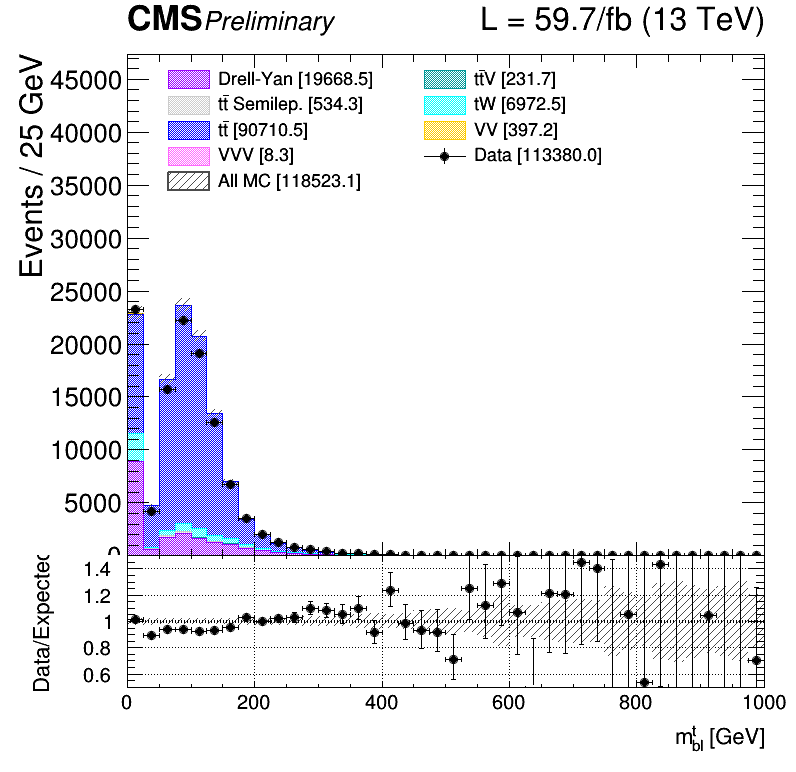 CMS Preliminary L = 59.7/fb (13 TeV)
Events / 25 GeV
45000
40000
35000
30000
25000
20000
15000
10000
5000
0
Drell-Yan [19668.5]
tt̄ Semilep. [534.3]
tt̄ [90710.5]
VVV [8.3]
All MC [118523.1]
tt̄V [231.7]
tW [6972.5]
VV [397.2]
Data [113380.0]
Data/Expected
1.4
1.2
1
0.8
0.6
0 200 400 600 800 1000
m^t_bl [GeV]